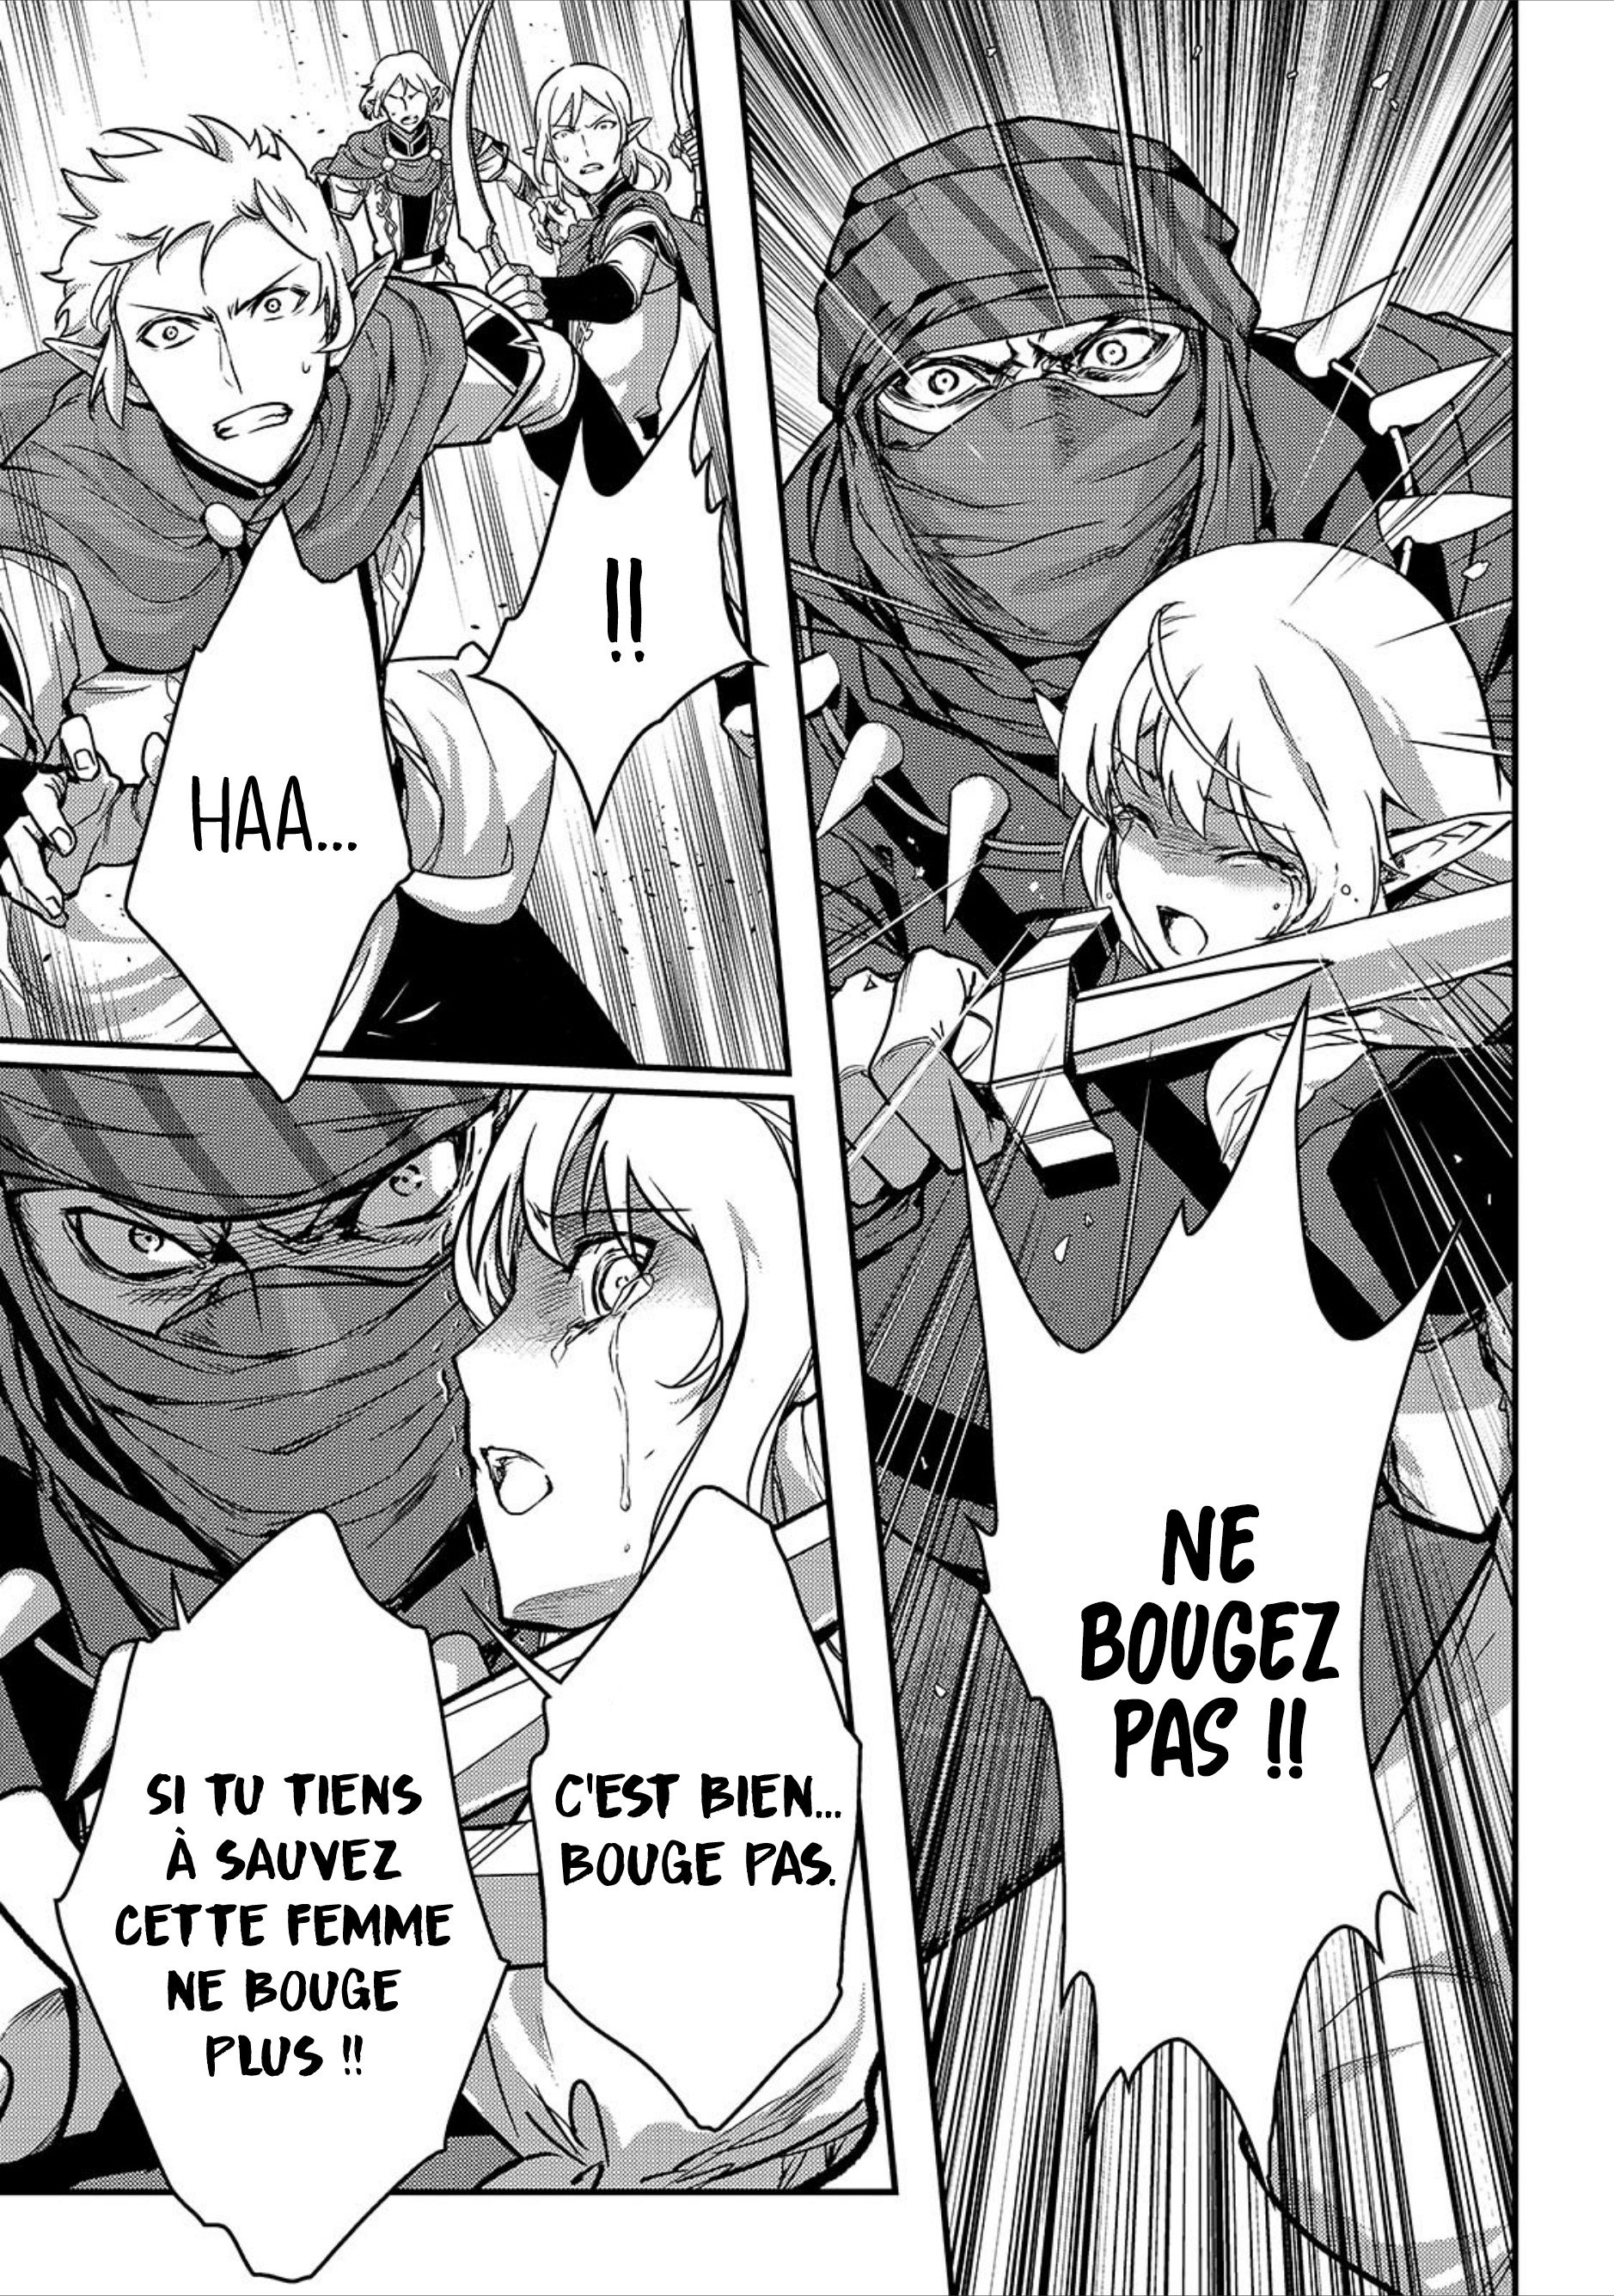 NE
BOUGEZ
PAS !!
!!
HAA...
C'EST BIEN...
BOUGE PAS.
SI TU TIENS
À SAUVEZ
CETTE FEMME
NE BOUGE
PLUS !!